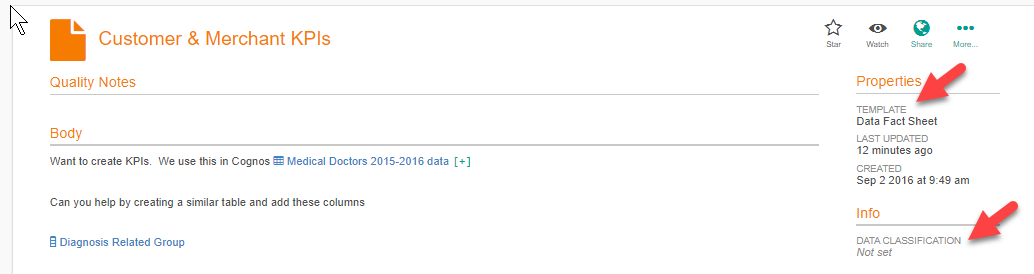 Customer & Merchant KPIs
Star
Watch
Share
More...
Quality Notes
Body
Want to create KPIs. We use this in Cognos Medical Doctors 2015-2016 data [+]
Can you help by creating a similar table and add these columns
Diagnosis Related Group
Properties
TEMPLATE
Data Fact Sheet
LAST UPDATED
12 minutes ago
CREATED
Sep 2 2016 at 9:49 am
Info
DATA CLASSIFICATION
Not set